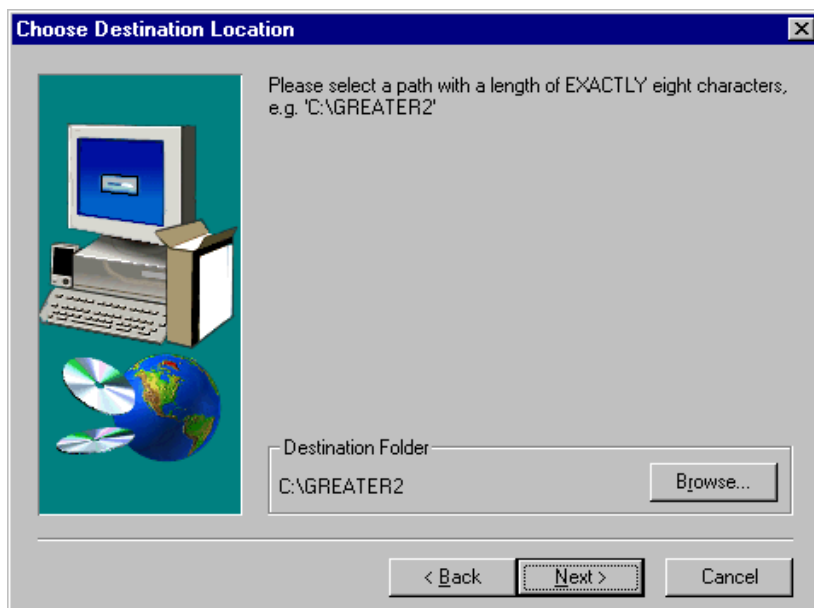 Choose Destination Location
Please select a path with a length of EXACTLY eight characters,
e.g. 'C:\GREATER2'
Destination Folder
C:\GREATER2
Browse...
< Back
Next >
Cancel